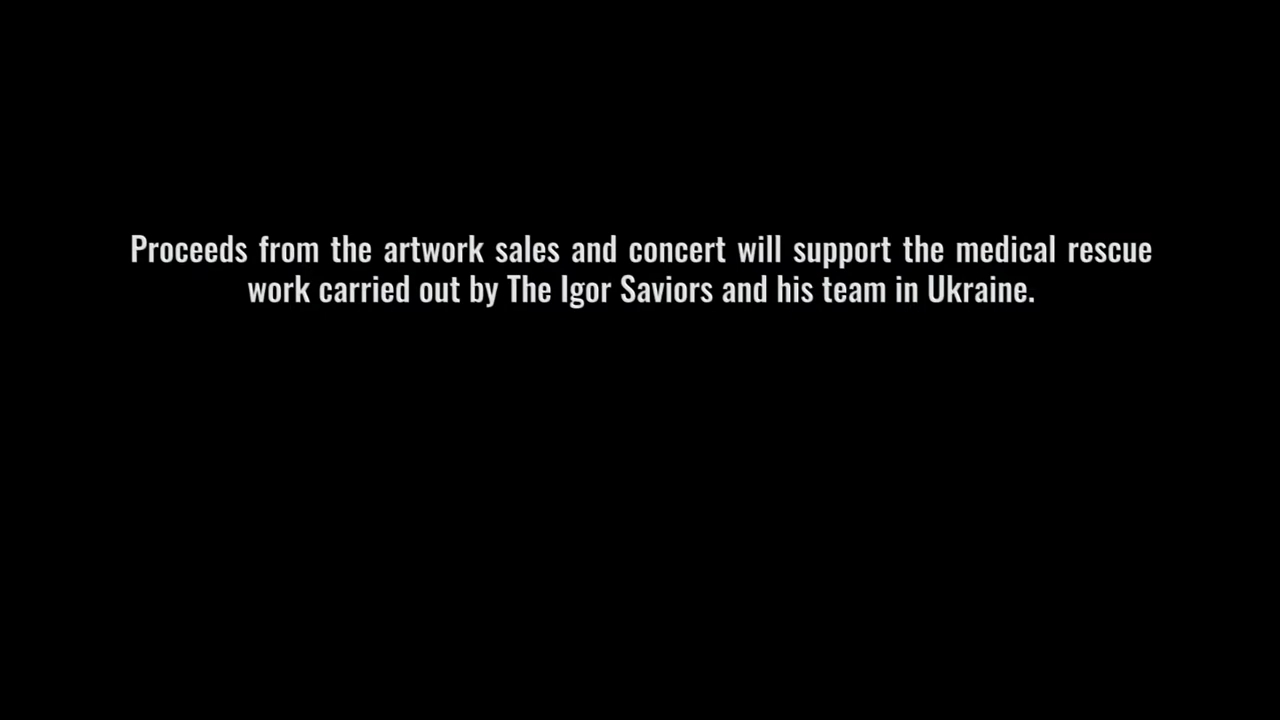 Proceeds from the artwork sales and concert will support the medical rescue
work carried out by The Igor Saviors and his team in Ukraine.